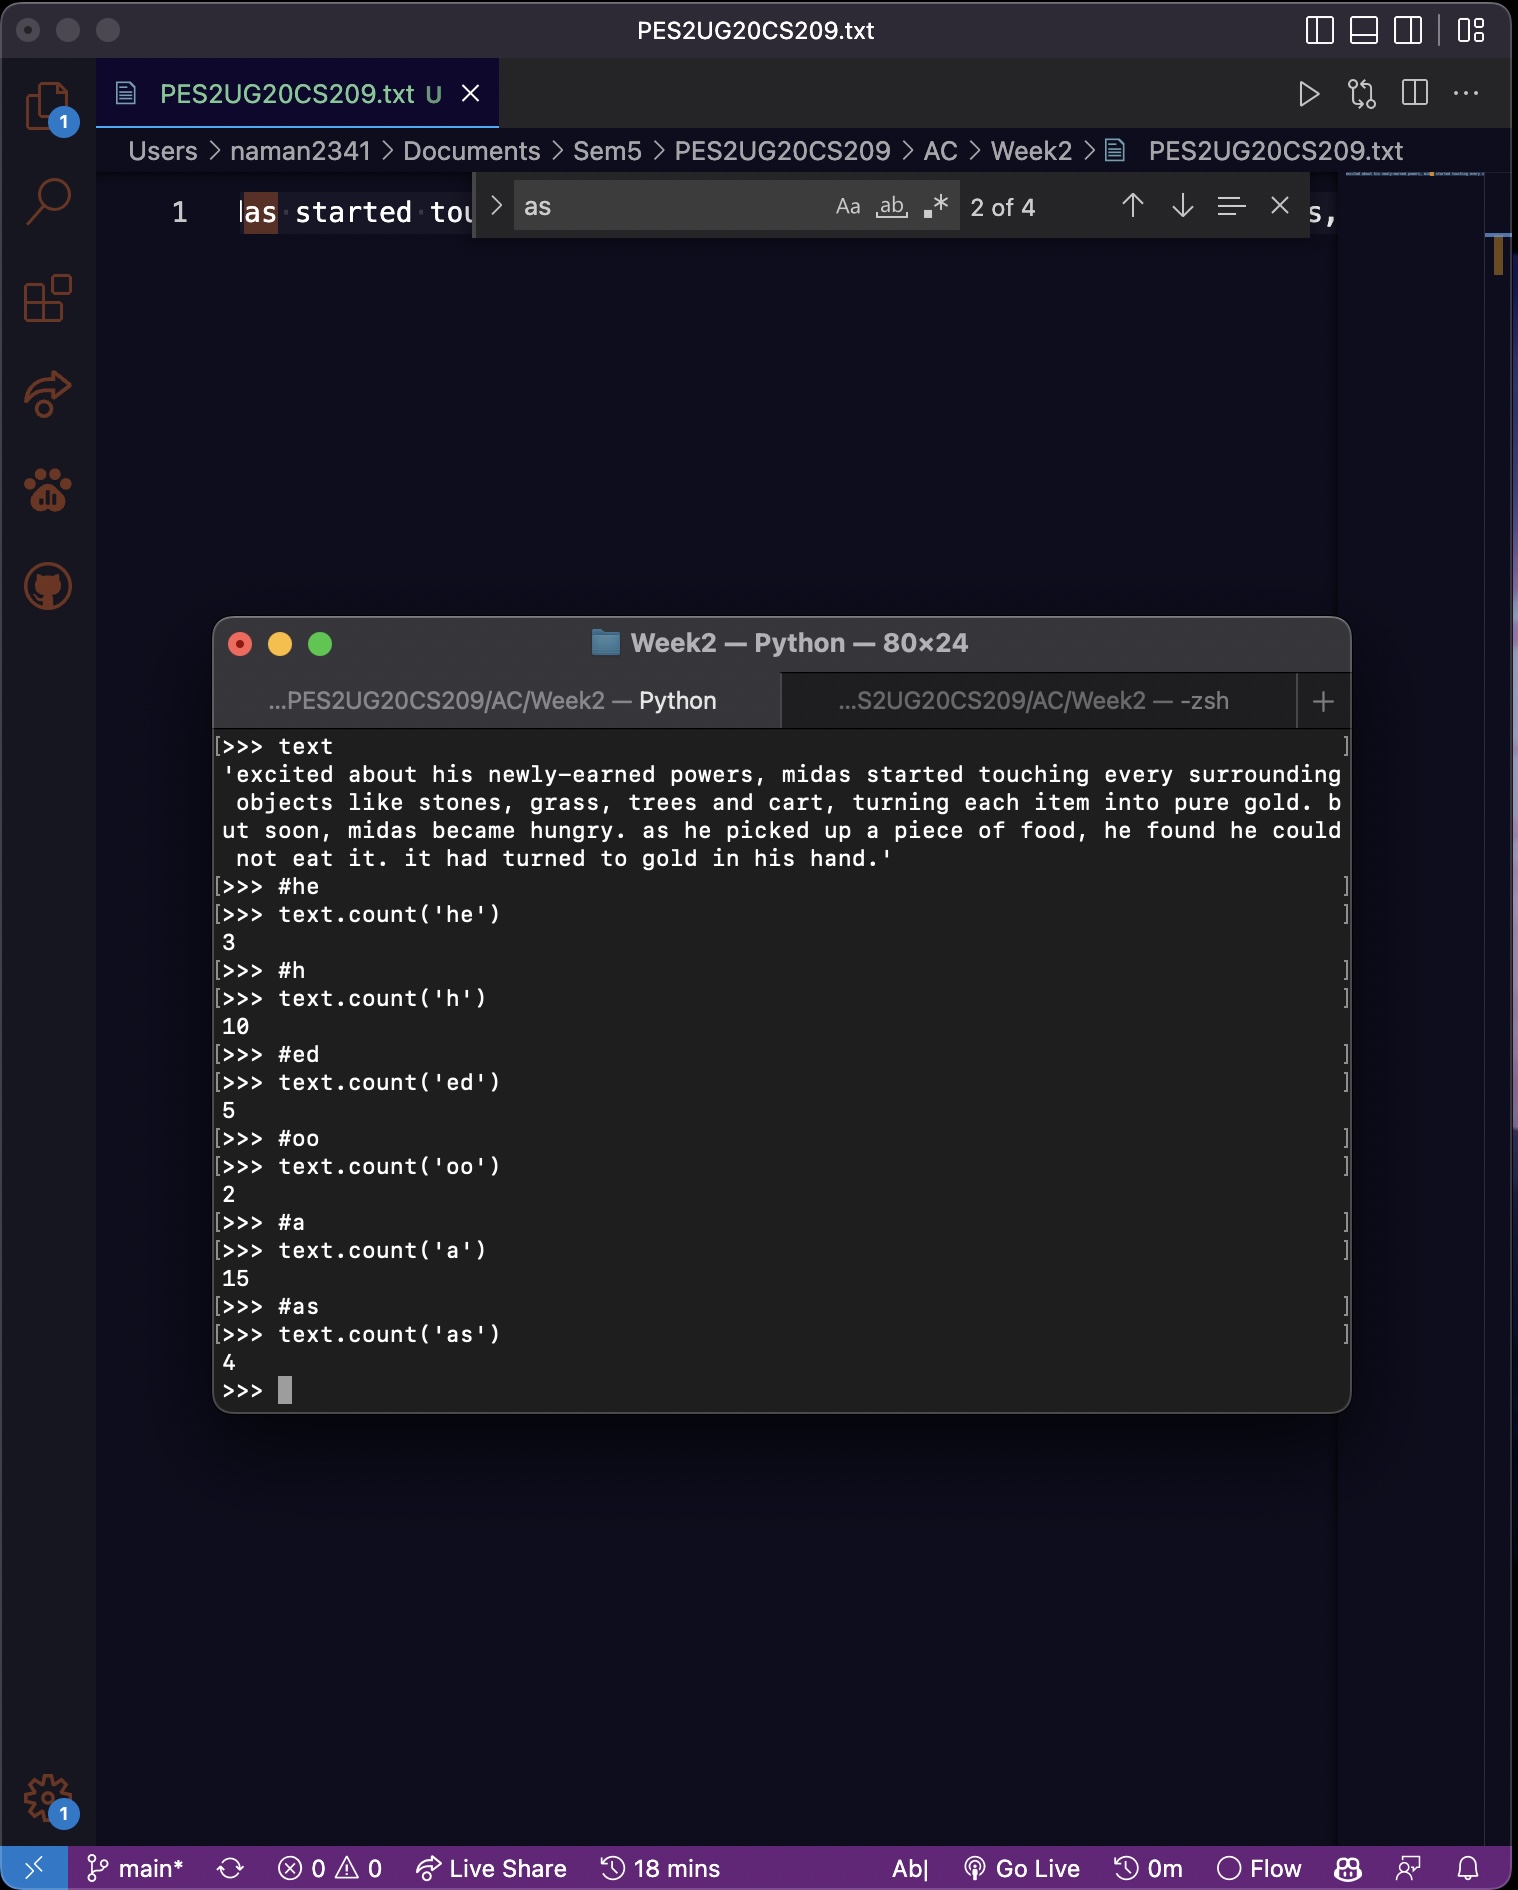 PES2UG20CS209.txt
1
PES2UG20CS209.txt U
Users > naman2341 > Documents > Sem5 > PES2UG20CS209 > AC > Week2 > PES2UG20CS209.txt
> as Aa ab .* 2 of 4
1 as started tou s,
Week2 — Python — 80×24
...PES2UG20CS209/AC/Week2 — Python ...S2UG20CS209/AC/Week2 — -zsh +
[>>> text ]
'excited about his newly-earned powers, midas started touching every surrounding
objects like stones, grass, trees and cart, turning each item into pure gold. b
ut soon, midas became hungry. as he picked up a piece of food, he found he could
not eat it. it had turned to gold in his hand.'
[>>> #he ]
[>>> text.count('he') ]
3
[>>> #h ]
[>>> text.count('h') ]
10
[>>> #ed ]
[>>> text.count('ed') ]
5
[>>> #oo ]
[>>> text.count('oo') ]
2
[>>> #a ]
[>>> text.count('a') ]
15
[>>> #as ]
[>>> text.count('as') ]
4
>>>
1
main* 0 0 Live Share 18 mins Ab| Go Live 0m Flow